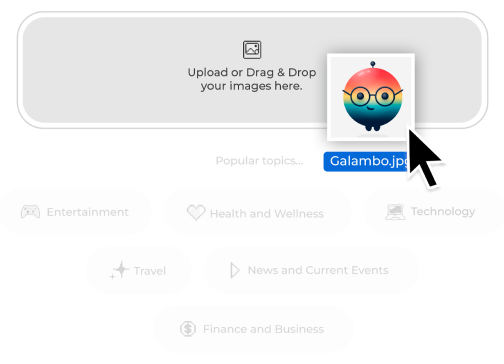 Upload or Drag & Drop
your images here.
Popular topics...
Galambo.jpg
Entertainment
Health and Wellness
Technology
Travel
News and Current Events
Finance and Business